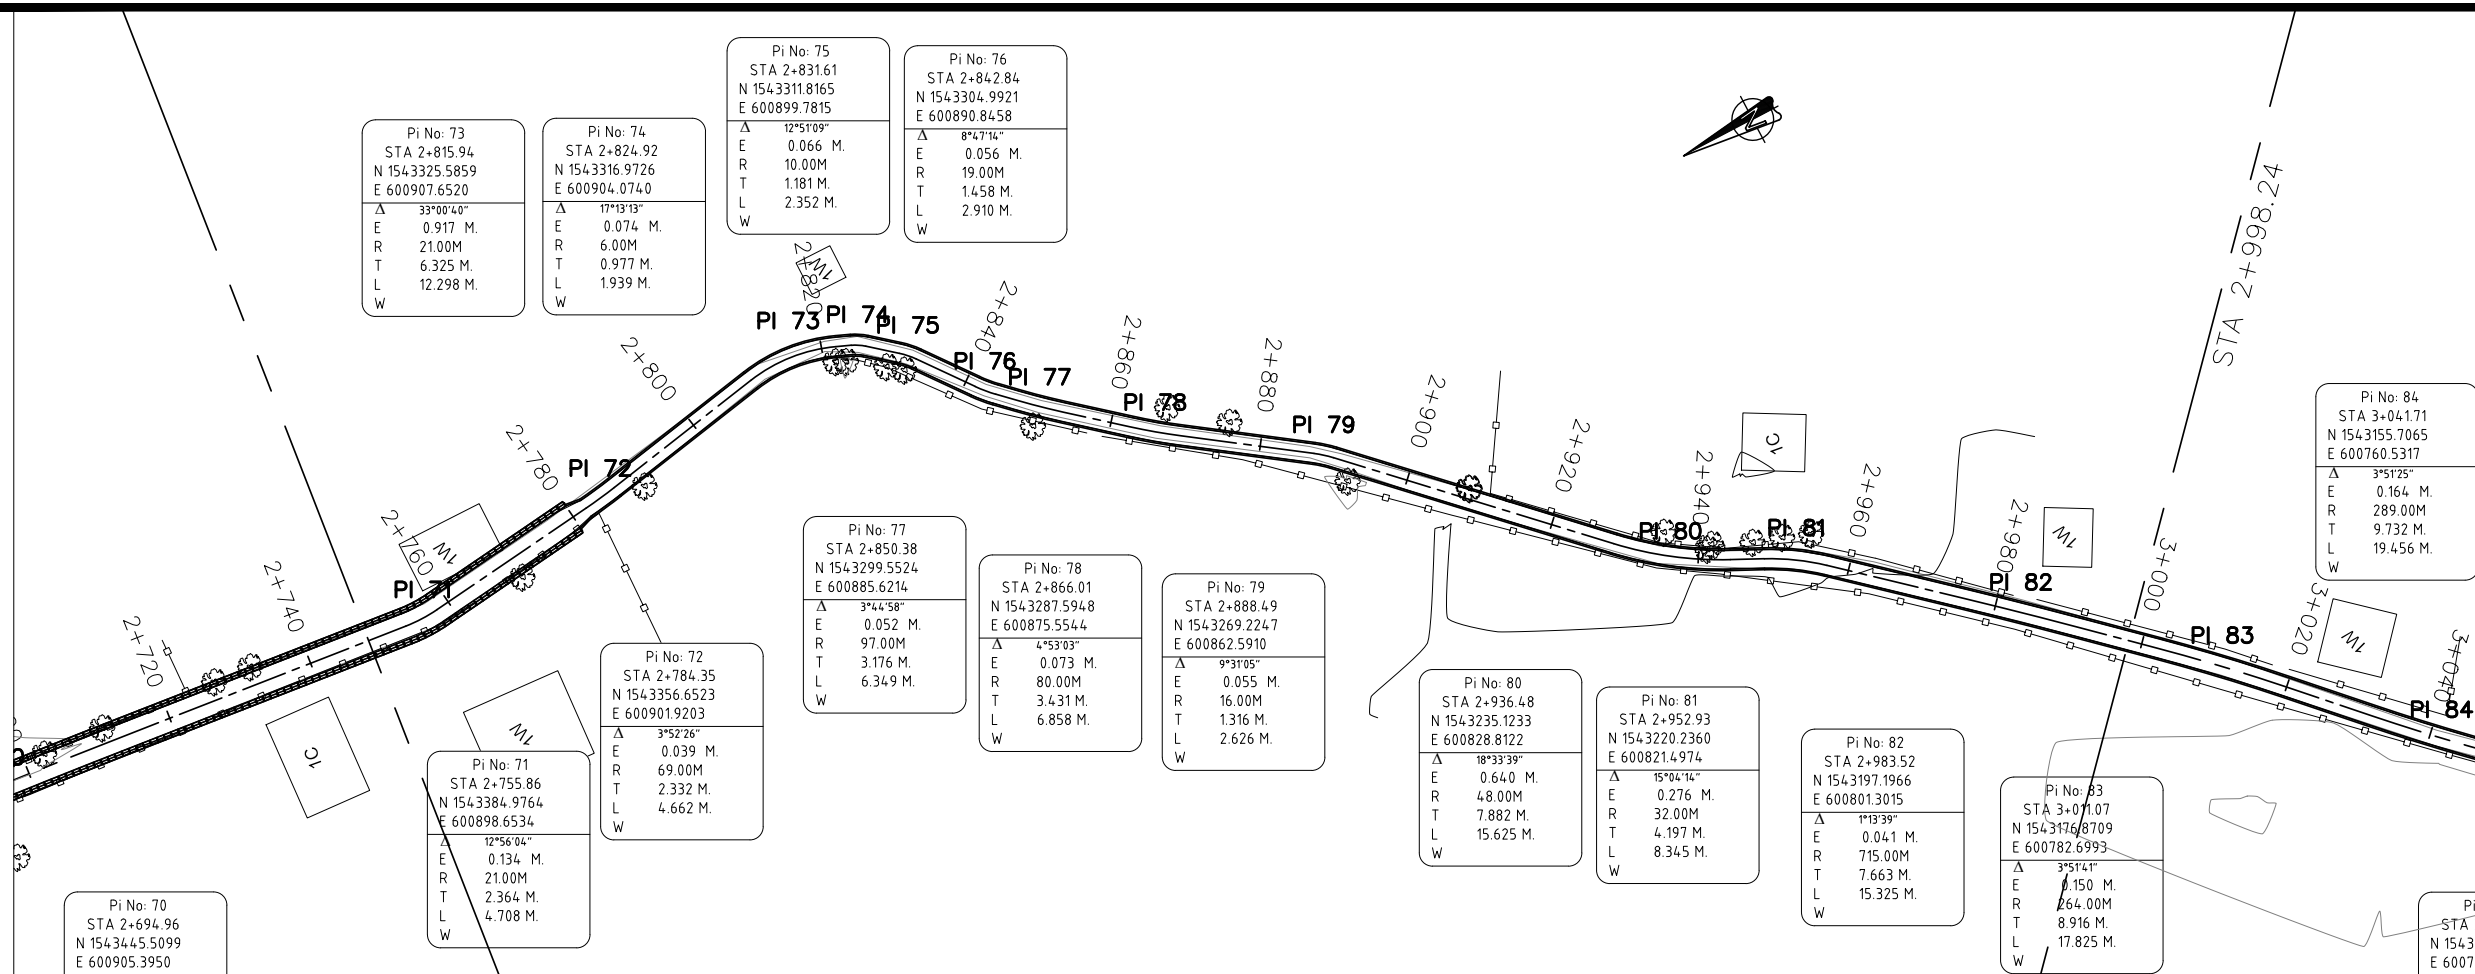 Pi No: 75
STA 2+831.61
N 1543311.8165
E 600899.7815
Δ 12°51'09"
E 0.066 M.
R 10.00M
T 1.181 M.
L 2.352 M.
W
Pi No: 76
STA 2+842.84
N 1543304.9921
E 600890.8458
Δ 8°47'14"
E 0.056 M.
R 19.00M
T 1.458 M.
L 2.910 M.
W
Pi No: 73
STA 2+815.94
N 1543325.5859
E 600907.6520
Δ 33°00'40"
E 0.917 M.
R 21.00M
T 6.325 M.
L 12.298 M.
W
Pi No: 74
STA 2+824.92
N 1543316.9726
E 600904.0740
Δ 17°13'13"
E 0.074 M.
R 6.00M
T 0.977 M.
L 1.939 M.
W
Z
STA 2+998.24
1W
2+820
PI 73
PI 74
PI 75
2+840
PI 76
PI 77
2+860
PI 78
2+880
PI 79
2+900
2+920
PI 80
2+940
PI 81
2+960
1C
2+980
1W
PI 82
3+000
PI 83
3+020
1W
3+040
PI 84
2+800
PI 72
2+780
1W
2+760
PI 71
2+740
2+720
1C
1W
Pi No: 84
STA 3+041.71
N 1543155.7065
E 600760.5317
Δ 3°51'25"
E 0.164 M.
R 289.00M
T 9.732 M.
L 19.456 M.
W
Pi No: 77
STA 2+850.38
N 1543299.5524
E 600885.6214
Δ 3°44'58"
E 0.052 M.
R 97.00M
T 3.176 M.
L 6.349 M.
W
Pi No: 78
STA 2+866.01
N 1543287.5948
E 600875.5544
Δ 4°53'03"
E 0.073 M.
R 80.00M
T 3.431 M.
L 6.858 M.
W
Pi No: 79
STA 2+888.49
N 1543269.2247
E 600862.5910
Δ 9°31'05"
E 0.055 M.
R 16.00M
T 1.316 M.
L 2.626 M.
W
Pi No: 72
STA 2+784.35
N 1543356.6523
E 600901.9203
Δ 3°52'26"
E 0.039 M.
R 69.00M
T 2.332 M.
L 4.662 M.
W
Pi No: 80
STA 2+936.48
N 1543235.1233
E 600828.8122
Δ 18°33'39"
E 0.640 M.
R 48.00M
T 7.882 M.
L 15.625 M.
W
Pi No: 81
STA 2+952.93
N 1543220.2360
E 600821.4974
Δ 15°04'14"
E 0.276 M.
R 32.00M
T 4.197 M.
L 8.345 M.
W
Pi No: 82
STA 2+983.52
N 1543197.1966
E 600801.3015
Δ 1°13'39"
E 0.041 M.
R 715.00M
T 7.663 M.
L 15.325 M.
W
Pi No: 71
STA 2+755.86
N 1543384.9764
E 600898.6534
Δ 12°56'04"
E 0.134 M.
R 21.00M
T 2.364 M.
L 4.708 M.
W
Pi No: 83
STA 3+011.07
N 1543176.8709
E 600782.6993
Δ 3°51'41"
E 0.150 M.
R 264.00M
T 8.916 M.
L 17.825 M.
W
Pi No: 70
STA 2+694.96
N 1543445.5099
E 600905.3950
STA
N 1543
E 6007